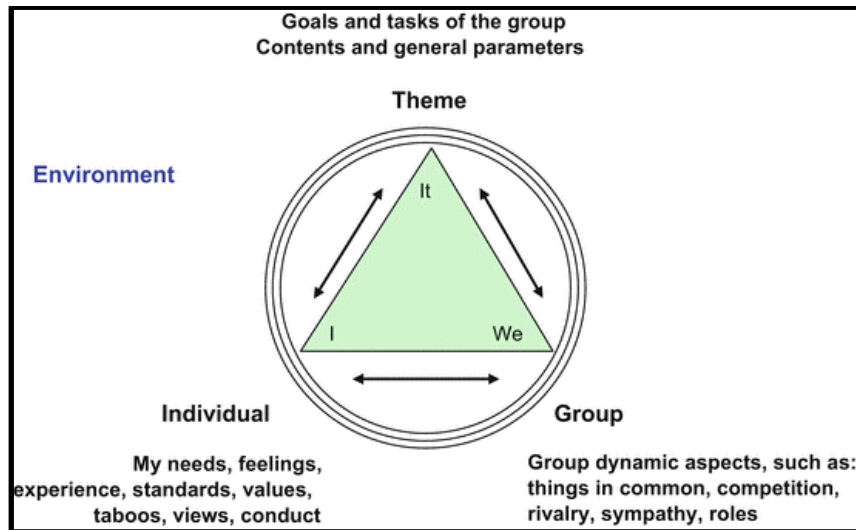 Goals and tasks of the group
Contents and general parameters
Theme
Environment
It
I
We
Individual
Group
My needs, feelings,
experience, standards, values,
taboos, views, conduct
Group dynamic aspects, such as:
things in common, competition,
rivalry, sympathy, roles